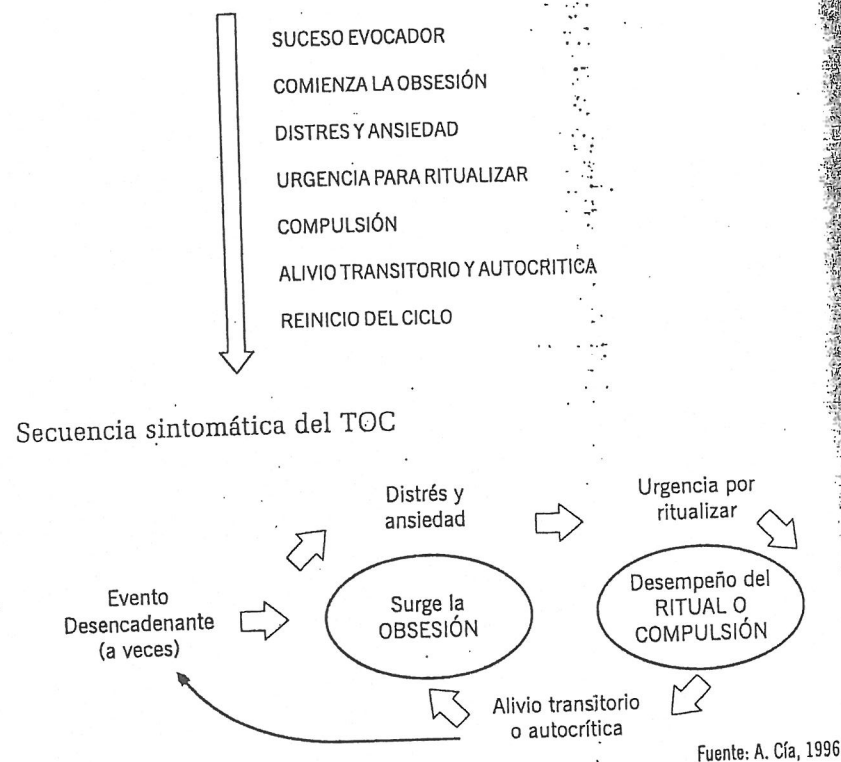 SUCESO EVOCADOR
COMIENZA LA OBSESIÓN
DISTRES Y ANSIEDAD
URGENCIA PARA RITUALIZAR
COMPULSIÓN
ALIVIO TRANSITORIO Y AUTOCRITICA
REINICIO DEL CICLO
Secuencia sintomática del TOC
Distrés y
ansiedad
Urgencia por
ritualizar
Evento
Desencadenante
(a veces)
Surge la
OBSESIÓN
Desempeño del
RITUAL O
COMPULSIÓN
Alivio transitorio
o autocrítica
Fuente: A. Cía, 1996